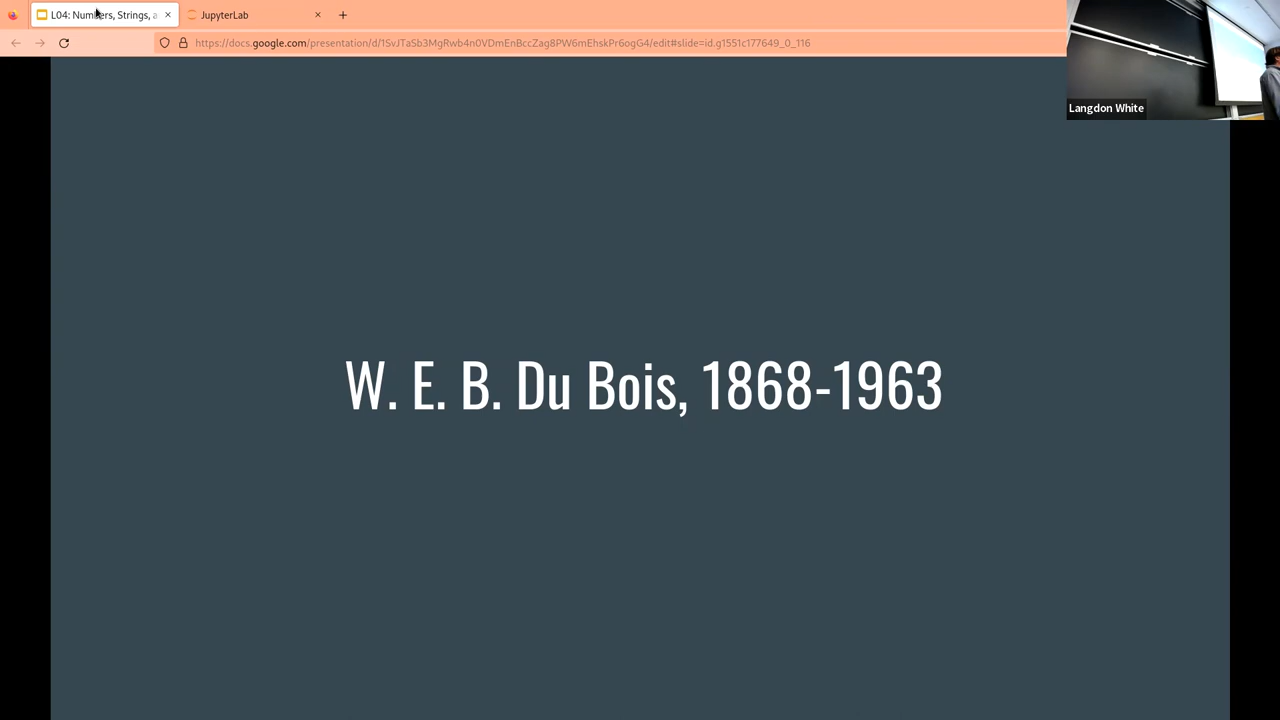 L04: Numbers, Strings, a
JupyterLab
https://docs.google.com/presentation/d/1SvJTaSb3MgRwb4n0VDmEnBccZag8PW6mEhskPr6ogG4/edit#slide=id.g1551c177649_0_116
Langdon White
W. E. B. Du Bois, 1868-1963